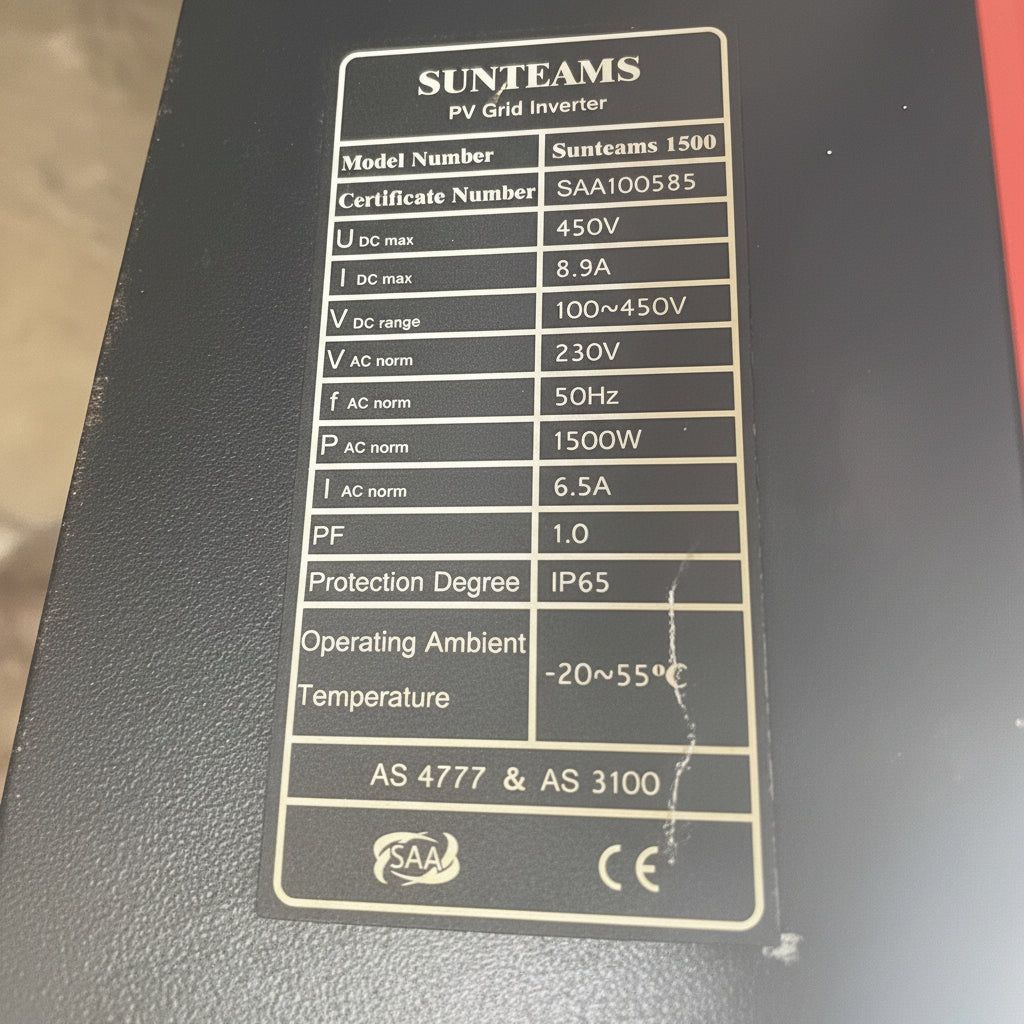 SUNTEAMS
PV Grid Inverter
Model Number Sunteams 1500
Certificate Number SAA100585
U DC max 450V
I DC max 8.9A
V DC range 100~450V
V AC norm 230V
f AC norm 50Hz
P AC norm 1500W
I AC norm 6.5A
PF 1.0
Protection Degree IP65
Operating Ambient
Temperature -20~55°C
AS 4777 & AS 3100
SAA CE